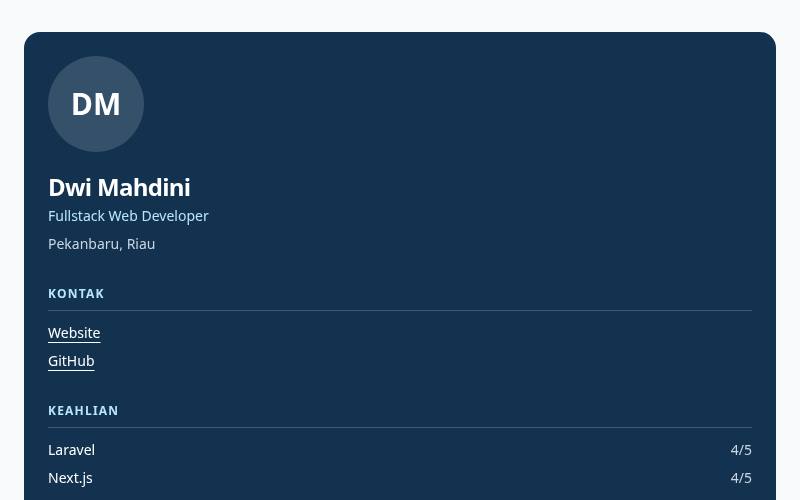 DM
Dwi Mahdini
Fullstack Web Developer
Pekanbaru, Riau
KONTAK
Website
GitHub
KEAHLIAN
Laravel 4/5
Next.js 4/5